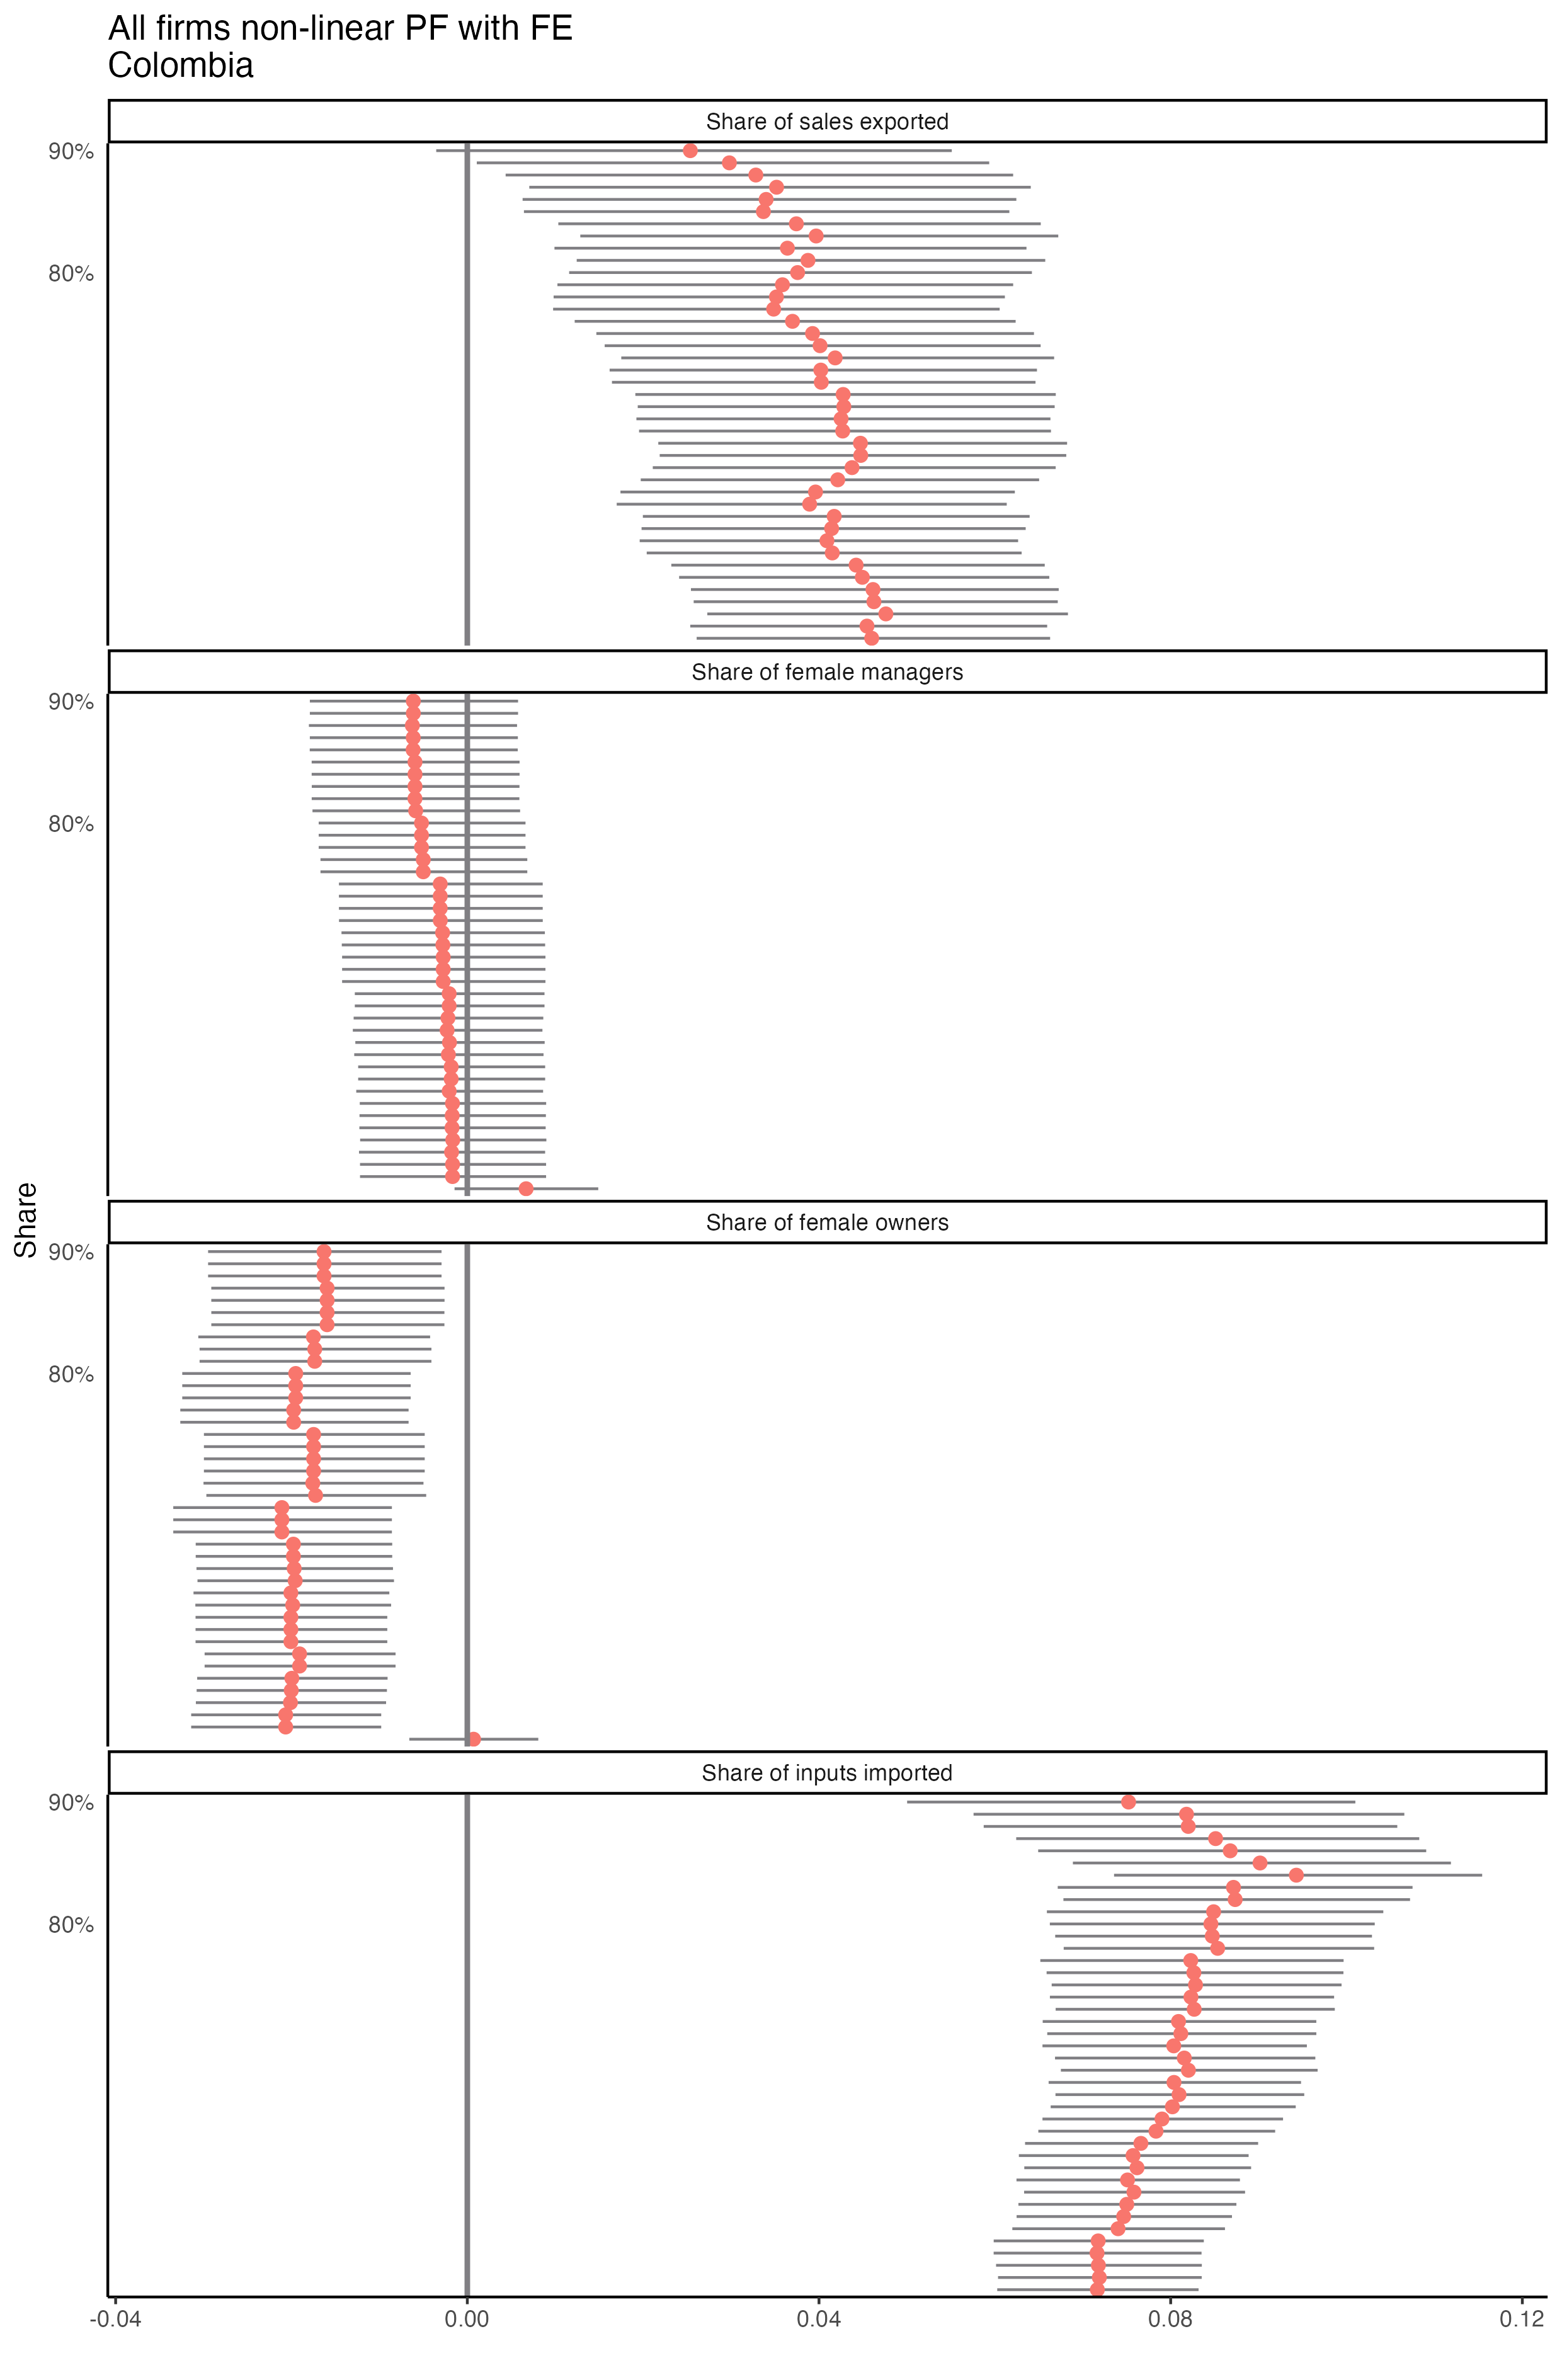 All firms non-linear PF with FE
Colombia
Share of sales exported
90%
80%
Share of female managers
90%
80%
Share
Share of female owners
90%
80%
Share of inputs imported
90%
80%
-0.04 0.00 0.04 0.08 0.12